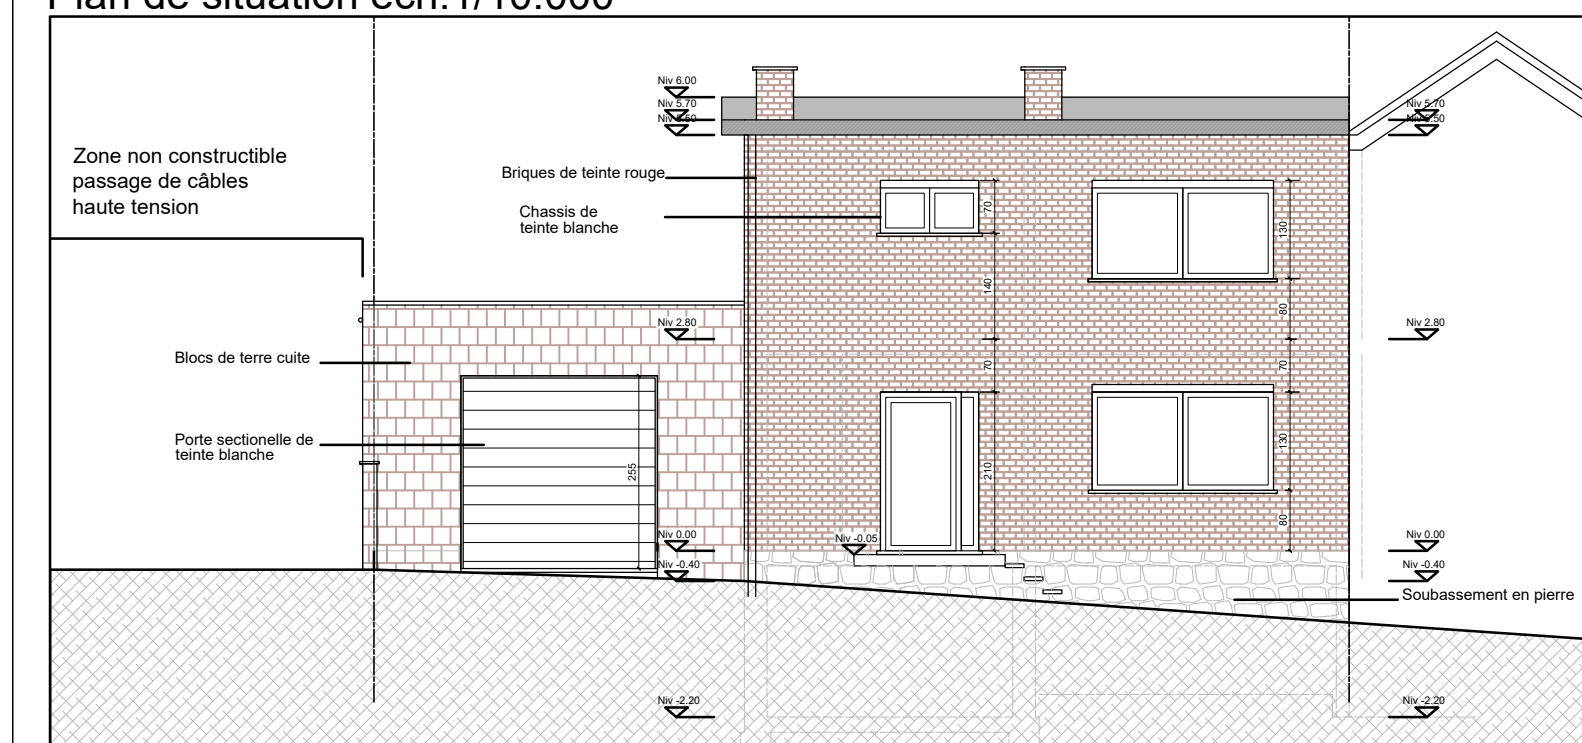 Plan de situation éch.1/10.000
Niv 6.00
Niv 5.70
Niv 5.50
Niv 5.70
Niv 5.50
Zone non constructible
passage de câbles
haute tension
Briques de teinte rouge
Chassis de
teinte blanche
70
130
140
80
Niv 2.80
Niv 2.80
Blocs de terre cuite
70
70
Porte sectionelle de
teinte blanche
255
210
130
80
Niv 0.00
Niv -0.05
Niv 0.00
Niv -0.40
Niv -0.40
Soubassement en pierre
Niv -2.20
Niv -2.20